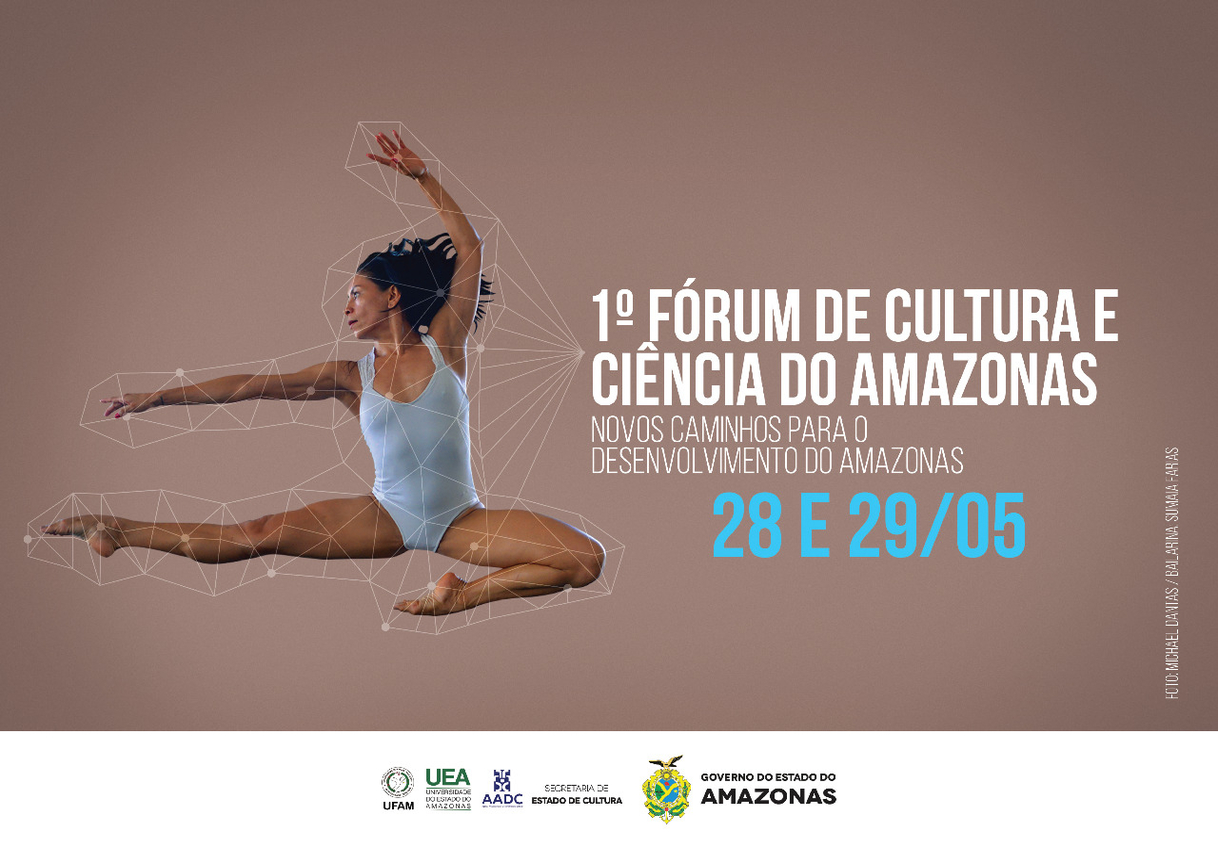 1º FÓRUM DE CULTURA E
CIÊNCIA DO AMAZONAS
NOVOS CAMINHOS PARA O
DESENVOLVIMENTO DO AMAZONAS
28 E 29/05
FOTO: MICHAEL DANTAS / BAILARINA SUMAIA FARIAS
UFAM
UEA
UNIVERSIDADE
DO ESTADO DO
AMAZONAS
AADC
SECRETARIA DE
ESTADO DE CULTURA
GOVERNO DO ESTADO DO
AMAZONAS